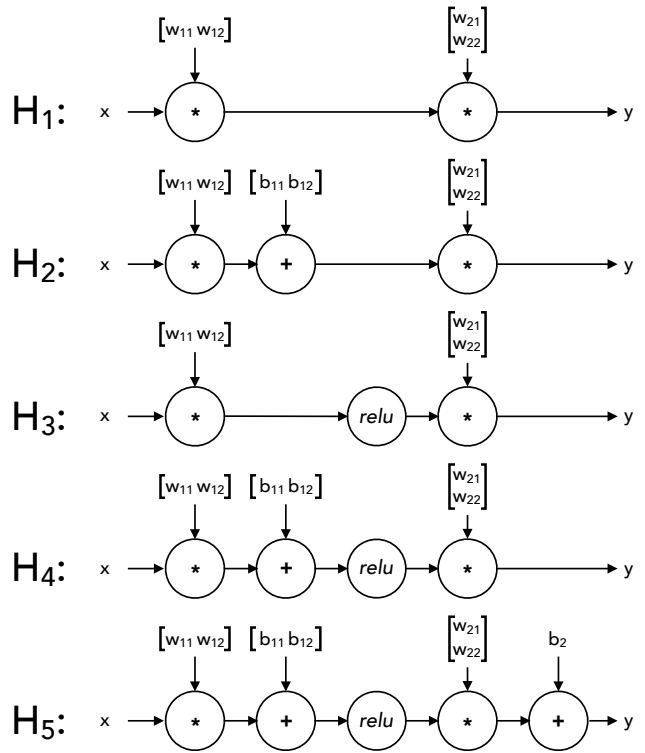 [w₁₁ w₁₂] [w₂₁
w₂₂]
H₁: x * * y
[w₁₁ w₁₂] [b₁₁ b₁₂] [w₂₁
w₂₂]
H₂: x * + * y
[w₁₁ w₁₂] [w₂₁
w₂₂]
H₃: x * relu * y
[w₁₁ w₁₂] [b₁₁ b₁₂] [w₂₁
w₂₂]
H₄: x * + relu * y
[w₁₁ w₁₂] [b₁₁ b₁₂] [w₂₁
w₂₂] b₂
H₅: x * + relu * + y